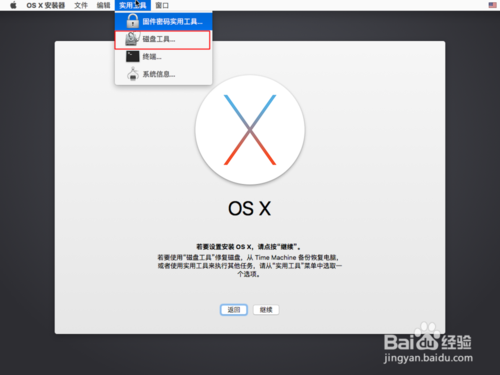 OS X 安装器 文件 编辑 实用工具 窗口
固件密码实用工具...
磁盘工具...
终端...
系统信息...
OS X
若要设置安装 OS X，请点按“继续”。
若要使用“磁盘工具”修复磁盘，从 Time Machine 备份恢复电脑，
或者使用实用工具来执行其他任务，请从“实用工具”菜单中选取一
个选项。
返回 继续
Baidu 经验
jingyan.baidu.com